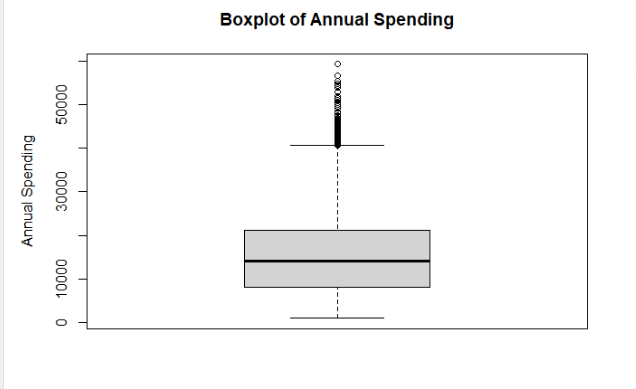 Boxplot of Annual Spending
Annual Spending
50000
30000
10000
0